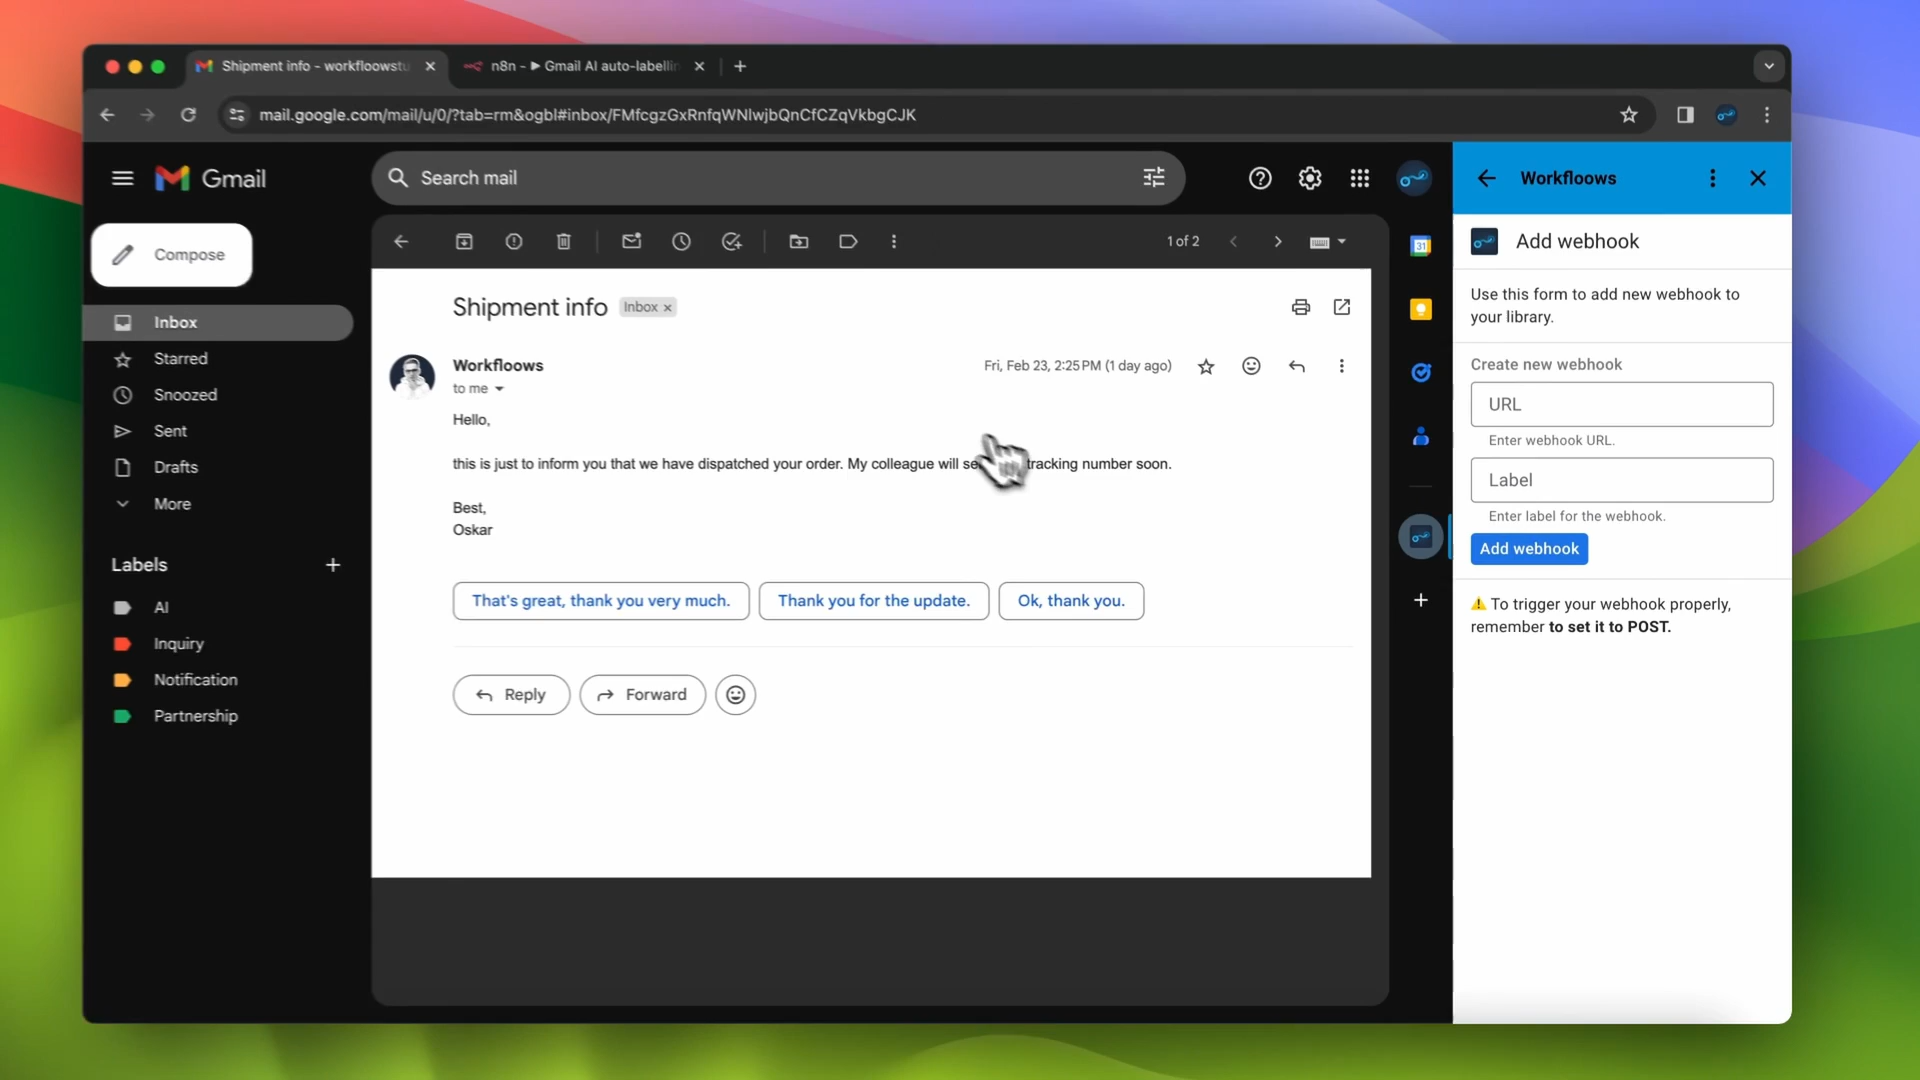 Shipment info - workfloowstu
n8n - ▶ Gmail AI auto-labellin
mail.google.com/mail/u/0/?tab=rm&ogbl#inbox/FMfcgzGxRnfqWNlwjbQnCfCZqVkbgCJK
Gmail
Search mail
Compose
Inbox
Starred
Snoozed
Sent
Drafts
More
Labels
AI
Inquiry
Notification
Partnership
1 of 2
Shipment info
Inbox ×
Workfloows
Fri, Feb 23, 2:25 PM (1 day ago)
to me
Hello,
this is just to inform you that we have dispatched your order. My colleague will se tracking number soon.
Best,
Oskar
That's great, thank you very much.
Thank you for the update.
Ok, thank you.
Reply
Forward
31
Workfloows
Add webhook
Use this form to add new webhook to
your library.
Create new webhook
URL
Enter webhook URL.
Label
Enter label for the webhook.
Add webhook
⚠️ To trigger your webhook properly,
remember to set it to POST.